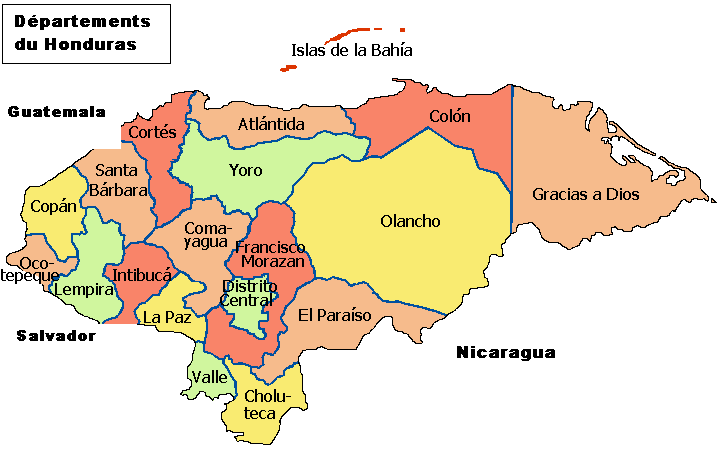 Départements
du Honduras
Islas de la Bahía
Guatemala
Cortés
Atlántida
Colón
Santa
Bárbara
Yoro
Gracias a Dios
Copán
Olancho
Coma-
yagua
Francisco
Morazan
Oco-
tepeque
Intibucá
Lempira
Distrito
Central
La Paz
El Paraíso
Salvador
Nicaragua
Valle
Cholu-
teca